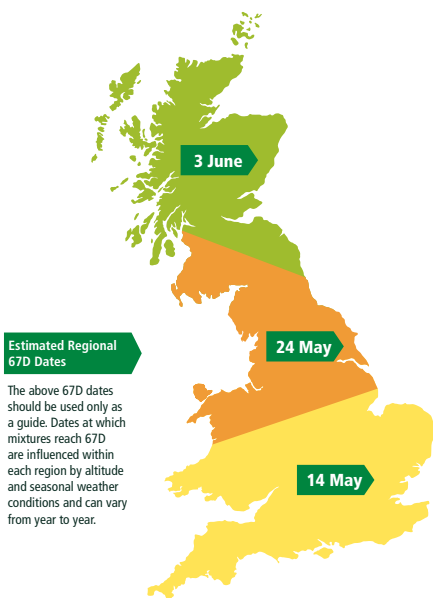 3 June
24 May
Estimated Regional
67D Dates
The above 67D dates
should be used only as
a guide. Dates at which
mixtures reach 67D
are influenced within
each region by altitude
and seasonal weather
conditions and can vary
from year to year.
14 May